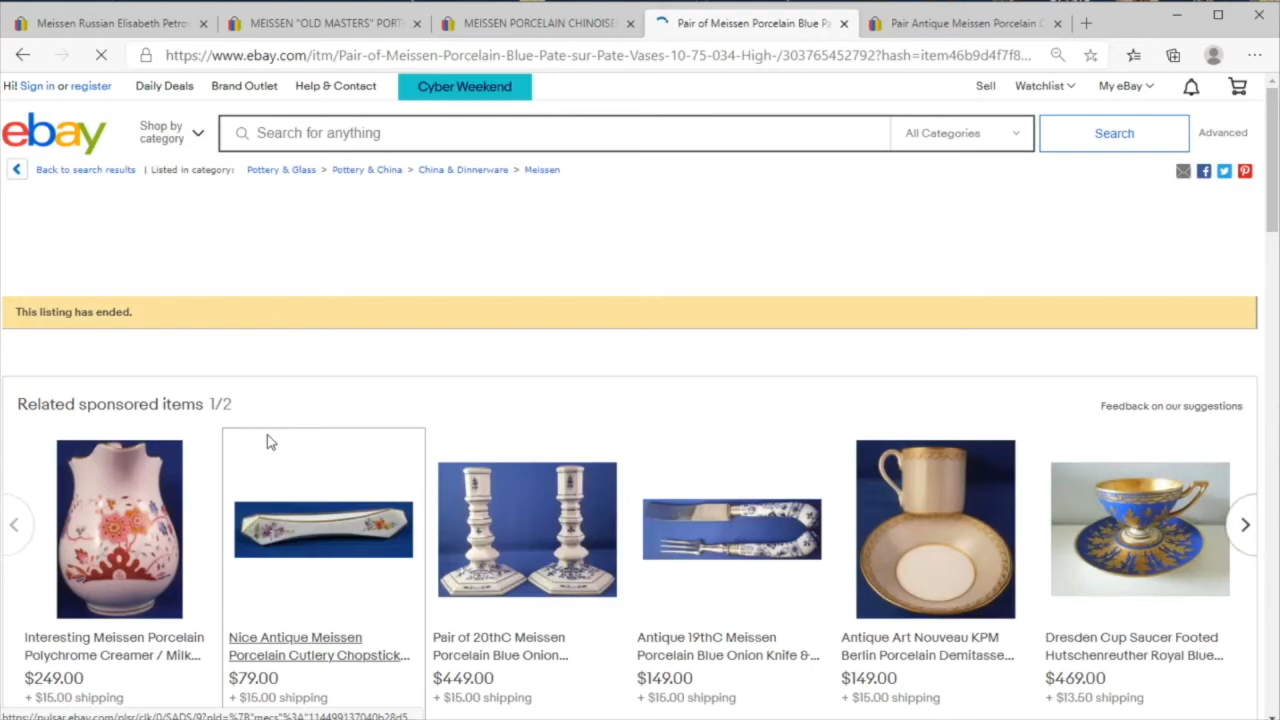 Meissen Russian Elisabeth Petro
MEISSEN "OLD MASTERS" PORT
MEISSEN PORCELAIN CHINOISE
Pair of Meissen Porcelain Blue Pa
Pair Antique Meissen Porcelain C
https://www.ebay.com/itm/Pair-of-Meissen-Porcelain-Blue-Pate-sur-Pate-Vases-10-75-034-High-/303765452792?hash=item46b9d4f7f8...
Hi! Sign in or register
Daily Deals
Brand Outlet
Help & Contact
Cyber Weekend
Sell
Watchlist
My eBay
ebay
Shop by
category
Search for anything
All Categories
Search
Advanced
Back to search results | Listed in category: Pottery & Glass > Pottery & China > China & Dinnerware > Meissen
This listing has ended.
Related sponsored items 1/2
Feedback on our suggestions
Interesting Meissen Porcelain
Polychrome Creamer / Milk...
$249.00
+ $15.00 shipping
Nice Antique Meissen
Porcelain Cutlery Chopstick...
$79.00
+ $15.00 shipping
Pair of 20thC Meissen
Porcelain Blue Onion...
$449.00
+ $15.00 shipping
Antique 19thC Meissen
Porcelain Blue Onion Knife &...
$149.00
+ $15.00 shipping
Antique Art Nouveau KPM
Berlin Porcelain Demitasse...
$149.00
+ $15.00 shipping
Dresden Cup Saucer Footed
Hutschenreuther Royal Blue...
$469.00
+ $13.50 shipping